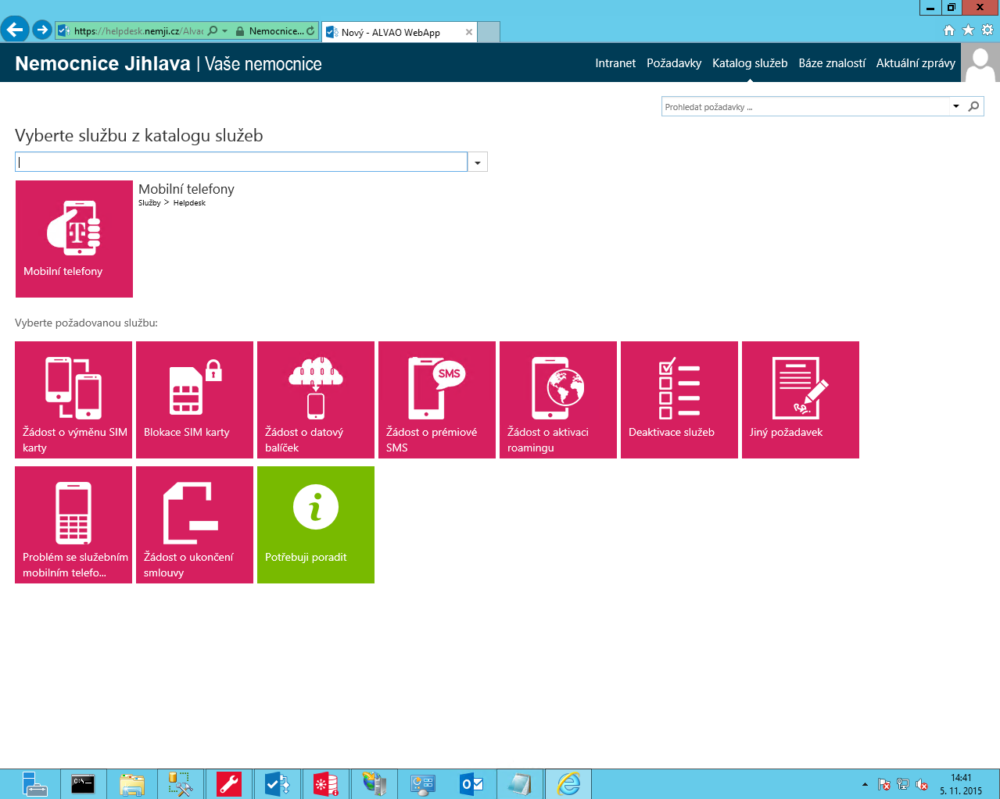 https://helpdesk.nemji.cz/Alvac
Nemocnice...
Nový - ALVAO WebApp
Nemocnice Jihlava | Vaše nemocnice
Intranet
Požadavky
Katalog služeb
Báze znalostí
Aktuální zprávy
Prohledat požadavky ...
Vyberte službu z katalogu služeb
T
Mobilní telefony
Mobilní telefony
Služby > Helpdesk
Vyberte požadovanou službu:
Žádost o výměnu SIM
karty
Blokace SIM karty
Žádost o datový
balíček
SMS
Žádost o prémiové
SMS
Žádost o aktivaci
roamingu
Deaktivace služeb
Jiný požadavek
Problém se služebním
mobilním telefo...
Žádost o ukončení
smlouvy
i
Potřebuji poradit
14:41
5. 11. 2015